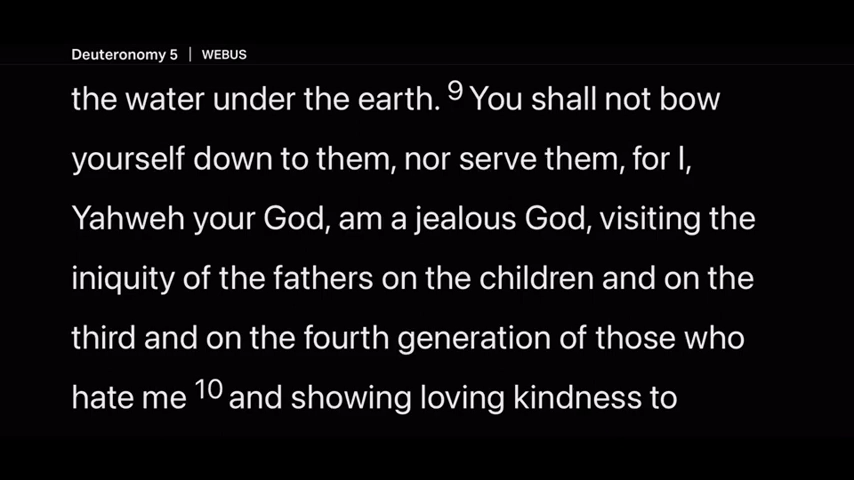 Deuteronomy 5 | WEBUS
the water under the earth. 9 You shall not bow
yourself down to them, nor serve them, for I,
Yahweh your God, am a jealous God, visiting the
iniquity of the fathers on the children and on the
third and on the fourth generation of those who
hate me 10 and showing loving kindness to